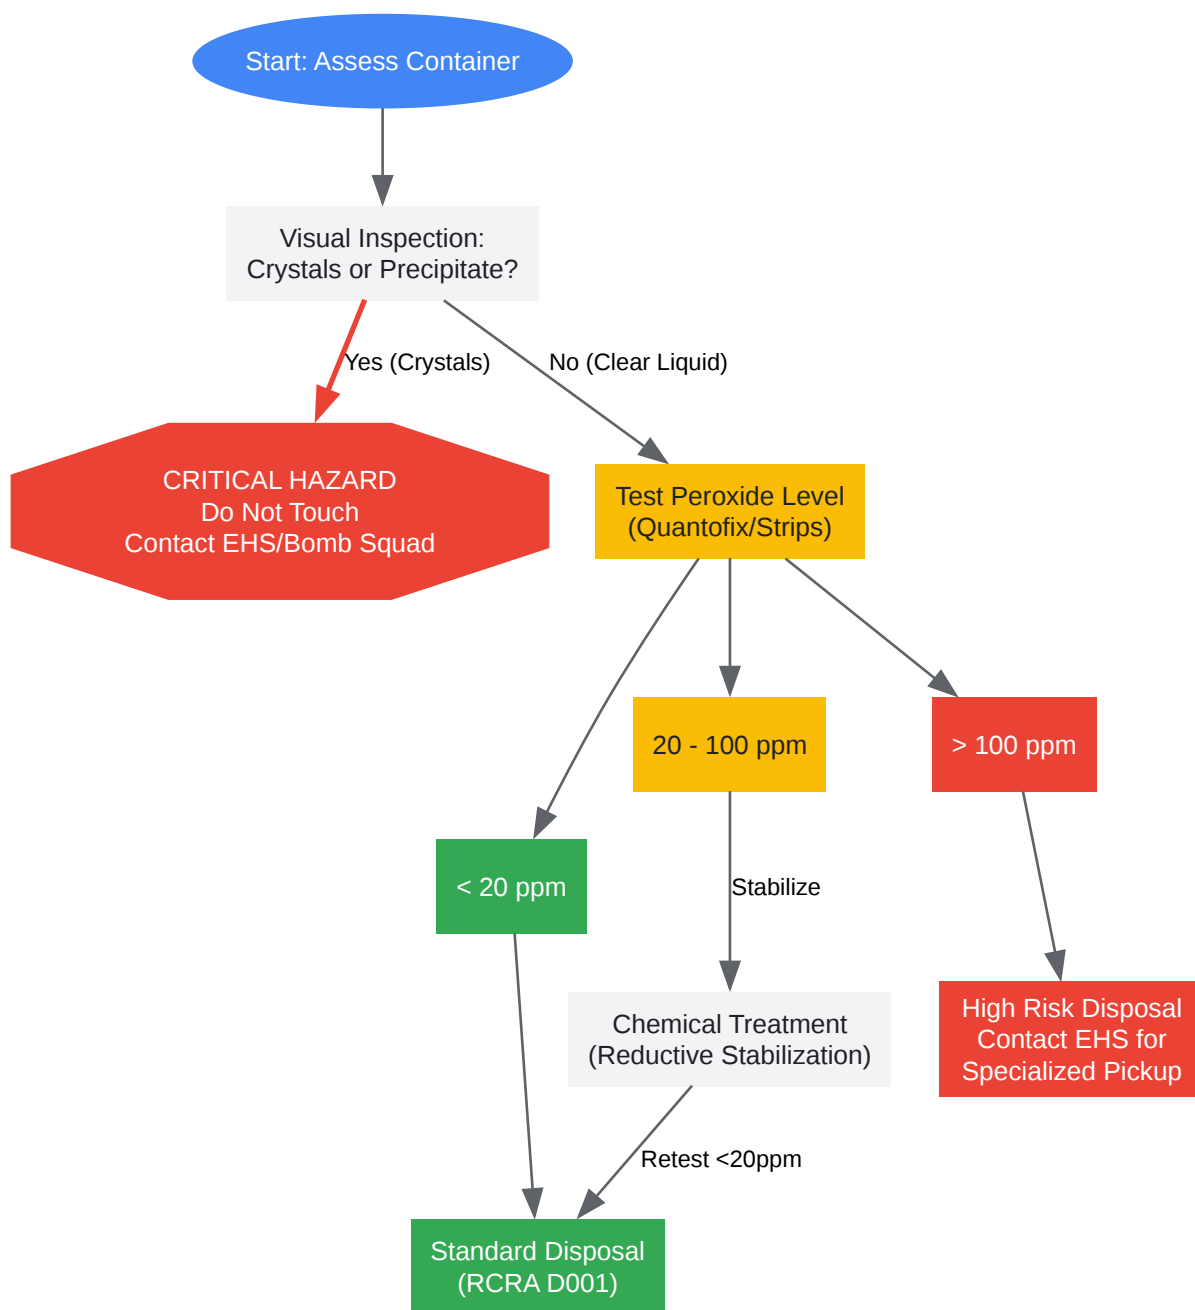 Start: Assess Container
Visual Inspection:
Crystals or Precipitate?
Yes (Crystals)
No (Clear Liquid)
CRITICAL HAZARD
Do Not Touch
Contact EHS/Bomb Squad
Test Peroxide Level
(Quantofix/Strips)
20 - 100 ppm
> 100 ppm
< 20 ppm
Stabilize
Chemical Treatment
(Reductive Stabilization)
High Risk Disposal
Contact EHS for
Specialized Pickup
Retest <20ppm
Standard Disposal
(RCRA D001)